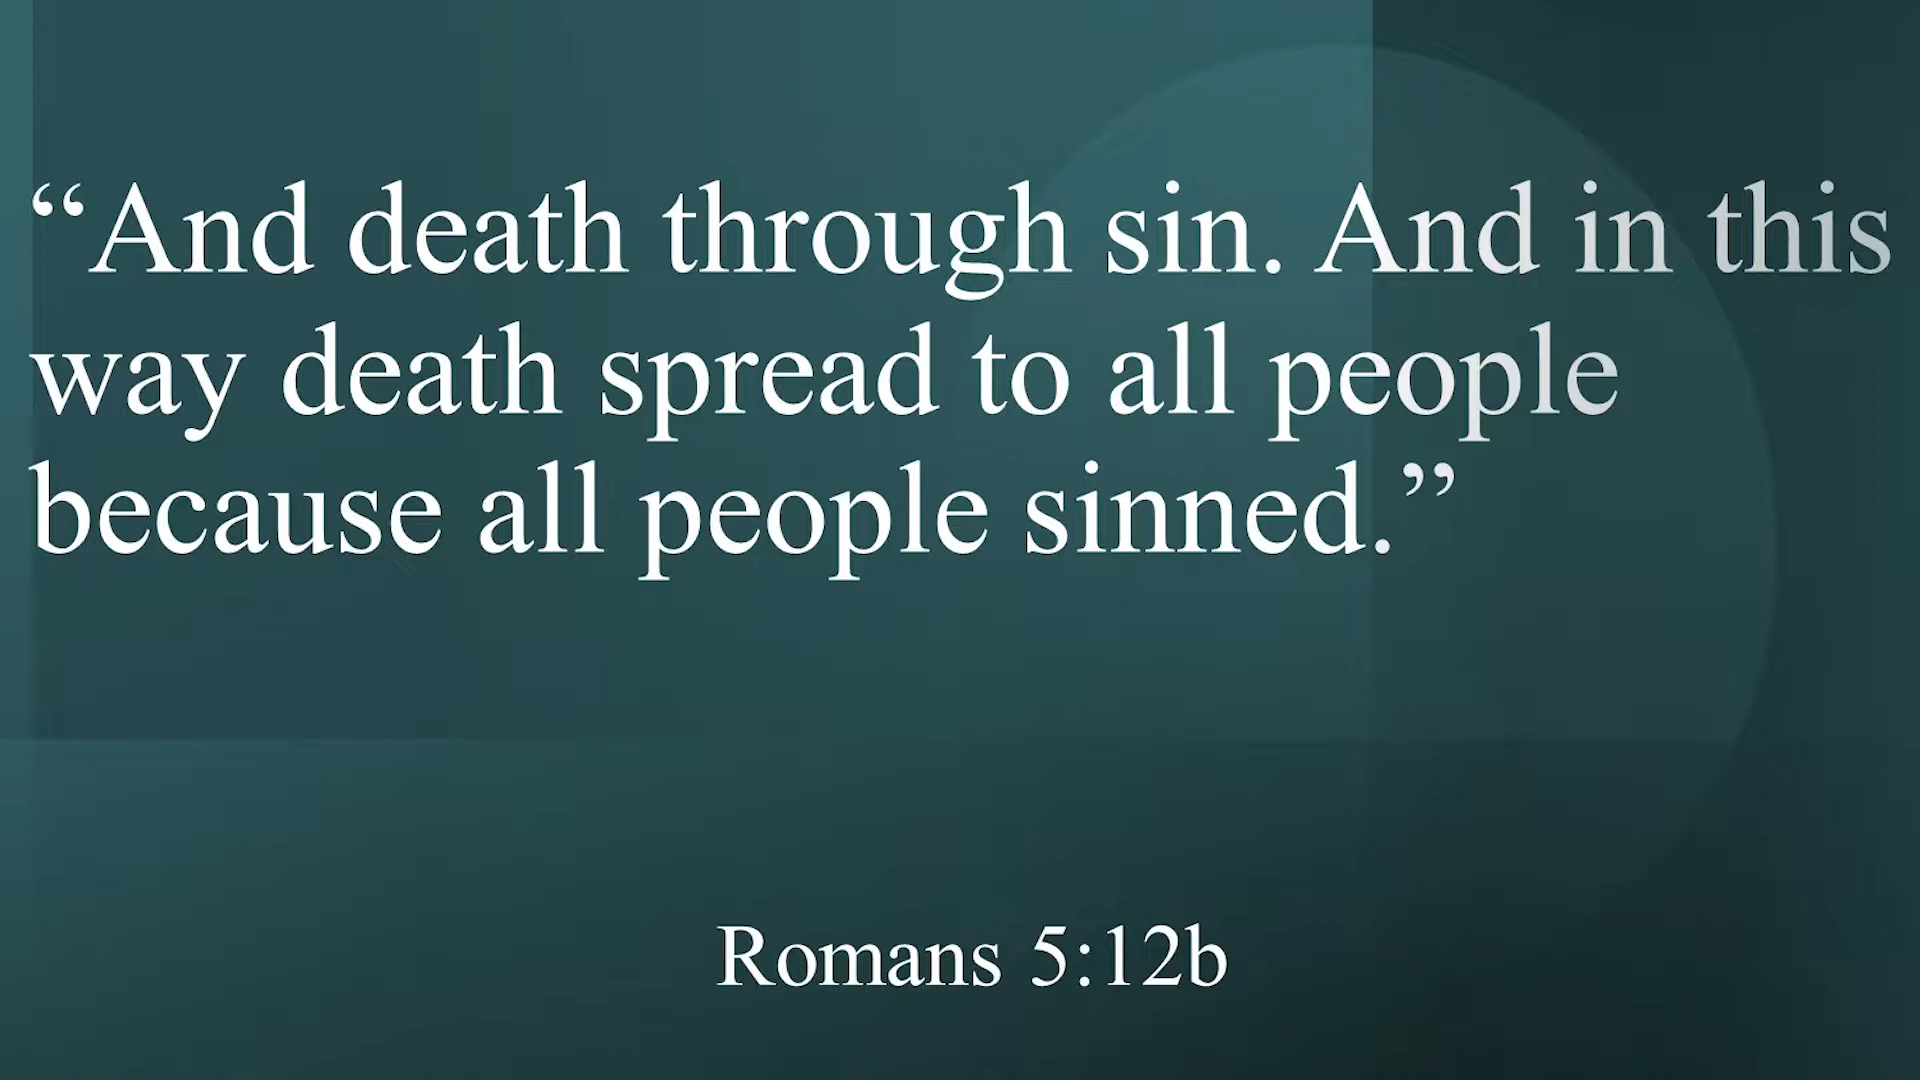 “And death through sin. And in this
way death spread to all people
because all people sinned.”
Romans 5:12b